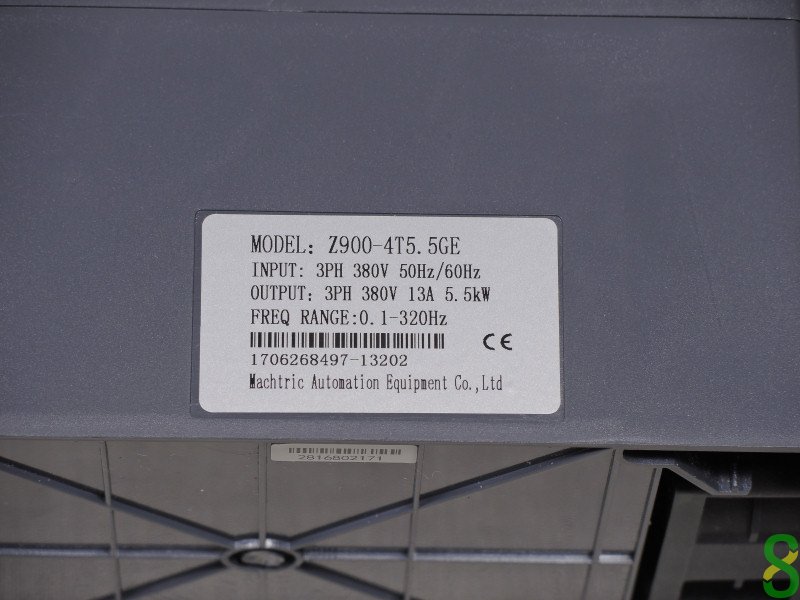 MODEL: Z900-4T5.5GE
INPUT: 3PH 380V 50Hz/60Hz
OUTPUT: 3PH 380V 13A 5.5kW
FREQ RANGE:0.1-320Hz
CE
1706268497-13202
Machtric Automation Equipment Co.,Ltd
2816802171
8